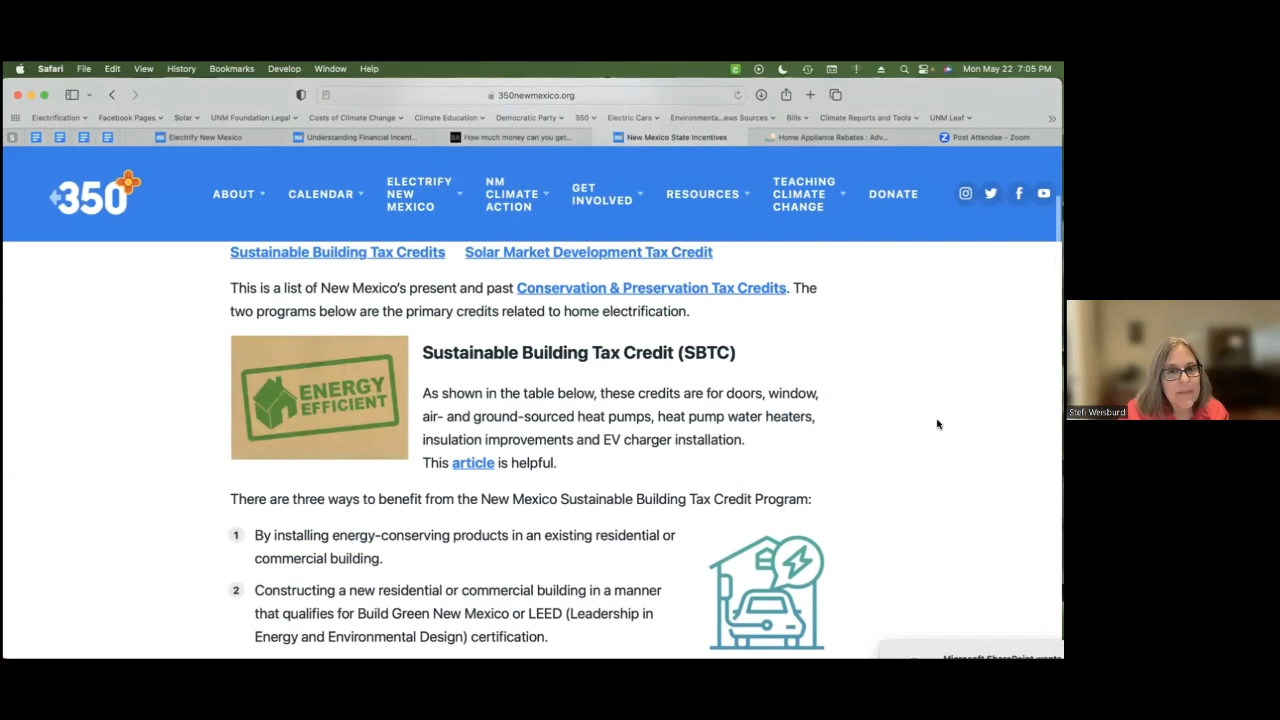 Safari File Edit View History Bookmarks Develop Window Help Mon May 22 7:05 PM
350newmexico.org
Electrification Facebook Pages Solar UNM Foundation Legal Costs of Climate Change Climate Education Democratic Party 350 Electric Cars Environmenta...ews Sources Bills Climate Reports and Tools UNM Leaf
Electrify New Mexico Understanding Financial Incent... How much money can you get... New Mexico State Incentives Home Appliance Rebates : Adv... Post Attendee - Zoom
350
ABOUT
CALENDAR
ELECTRIFY
NEW
MEXICO
NM
CLIMATE
ACTION
GET
INVOLVED
RESOURCES
TEACHING
CLIMATE
CHANGE
DONATE
Sustainable Building Tax Credits Solar Market Development Tax Credit
This is a list of New Mexico's present and past Conservation & Preservation Tax Credits. The
two programs below are the primary credits related to home electrification.
ENERGY
EFFICIENT
Sustainable Building Tax Credit (SBTC)
As shown in the table below, these credits are for doors, window,
air- and ground-sourced heat pumps, heat pump water heaters,
insulation improvements and EV charger installation.
This article is helpful.
There are three ways to benefit from the New Mexico Sustainable Building Tax Credit Program:
1 By installing energy-conserving products in an existing residential or
commercial building.
2 Constructing a new residential or commercial building in a manner
that qualifies for Build Green New Mexico or LEED (Leadership in
Energy and Environmental Design) certification.
Microsoft SharePoint wants
Stefi Weisburd